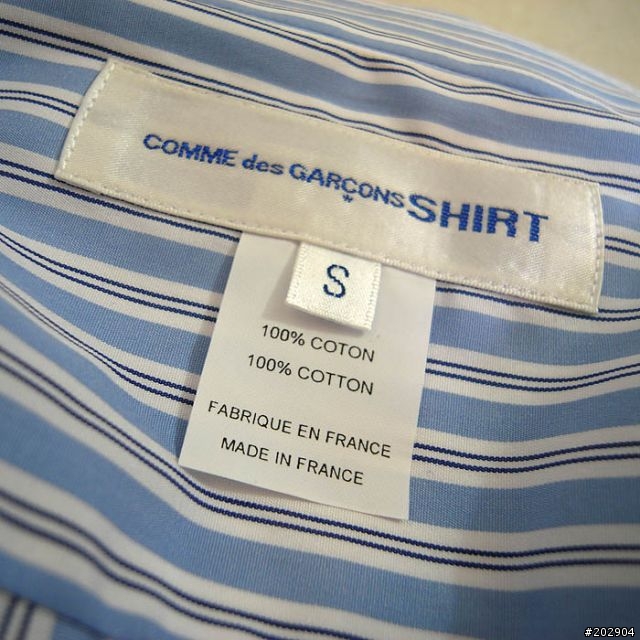 COMME des GARÇONS SHIRT
*
S
100% COTON
100% COTTON
FABRIQUE EN FRANCE
MADE IN FRANCE
#202904